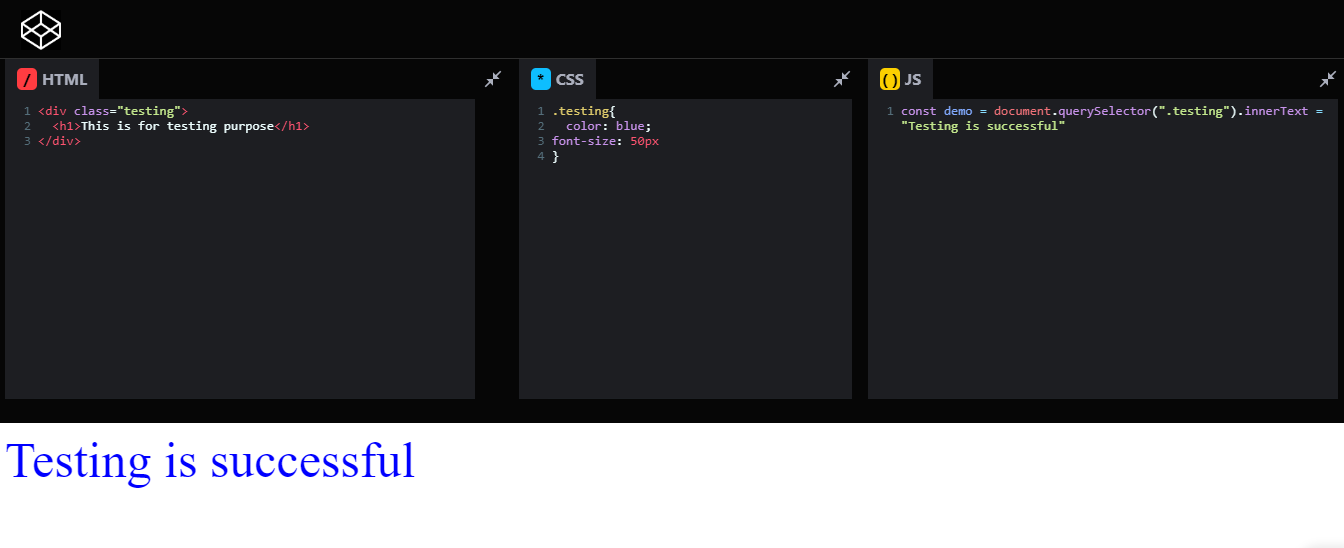 / HTML
1 <div class="testing">
2   <h1>This is for testing purpose</h1>
3 </div>
* CSS
1 .testing{
2   color: blue;
3 font-size: 50px
4 }
() JS
1 const demo = document.querySelector(".testing").innerText =
"Testing is successful"
Testing is successful